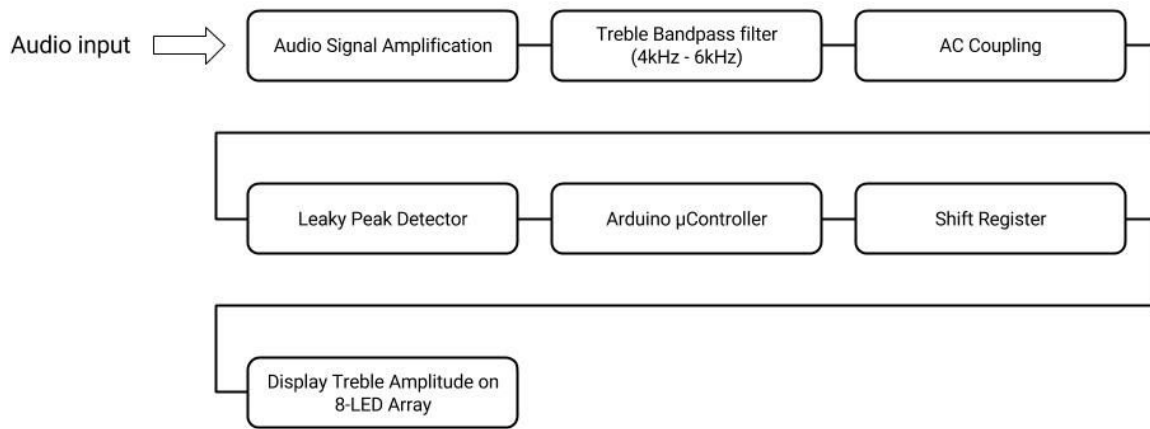 Audio input
Audio Signal Amplification
Treble Bandpass filter
(4kHz - 6kHz)
AC Coupling
Leaky Peak Detector
Arduino µController
Shift Register
Display Treble Amplitude on
8-LED Array